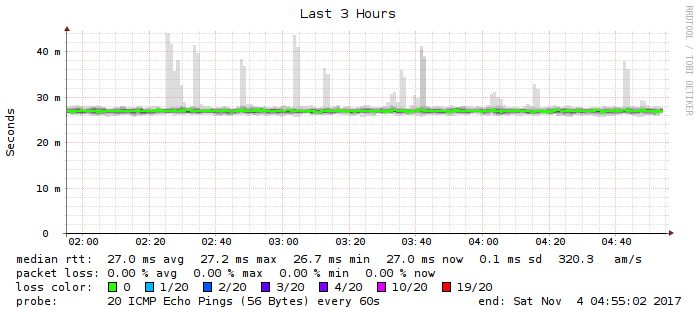 Last 3 Hours
RRDTOOL / TOBI OETIKER
Seconds
40 m
30 m
20 m
10 m
0
02:00 02:20 02:40 03:00 03:20 03:40 04:00 04:20 04:40
median rtt: 27.0 ms avg 27.2 ms max 26.7 ms min 27.0 ms now 0.1 ms sd 320.3 am/s
packet loss: 0.00 % avg 0.00 % max 0.00 % min 0.00 % now
loss color: 0 1/20 2/20 3/20 4/20 10/20 19/20
probe: 20 ICMP Echo Pings (56 Bytes) every 60s end: Sat Nov 4 04:55:02 2017